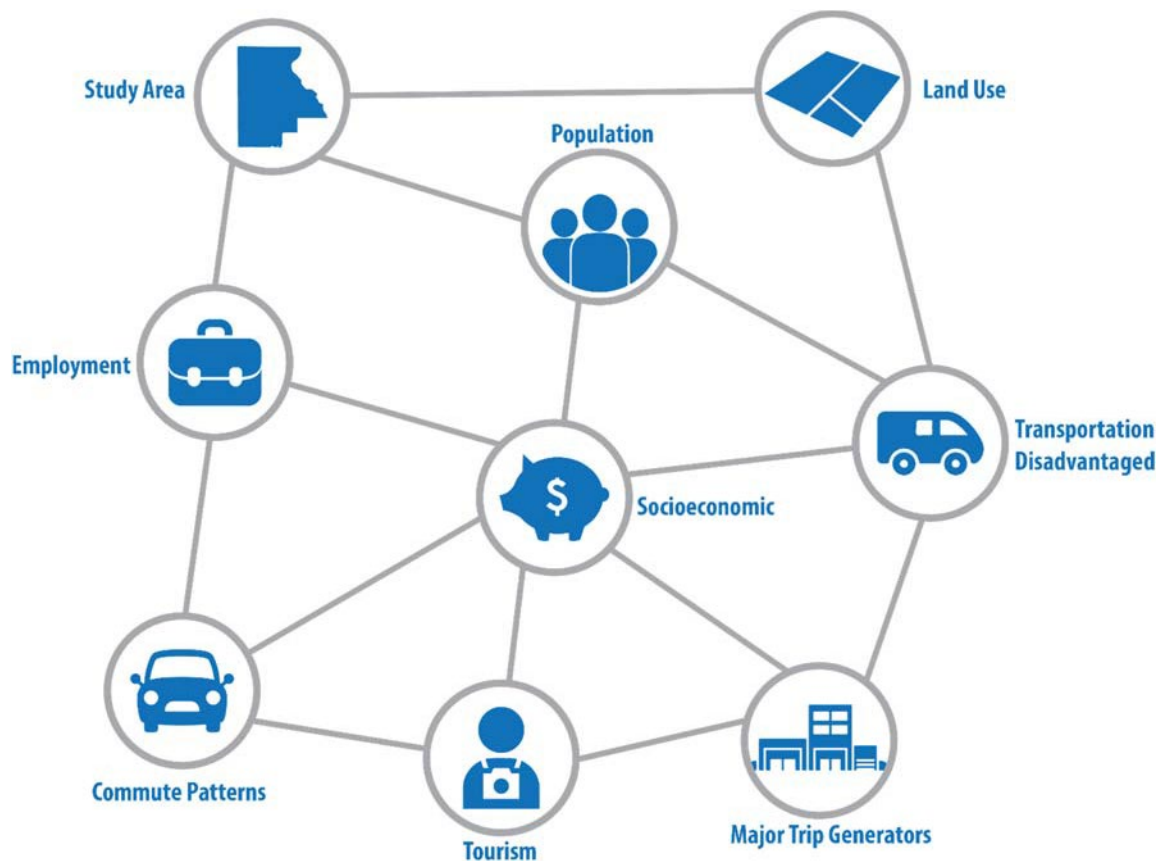 Study Area
Land Use
Population
Employment
Transportation
Disadvantaged
$
Socioeconomic
Commute Patterns
Tourism
Major Trip Generators